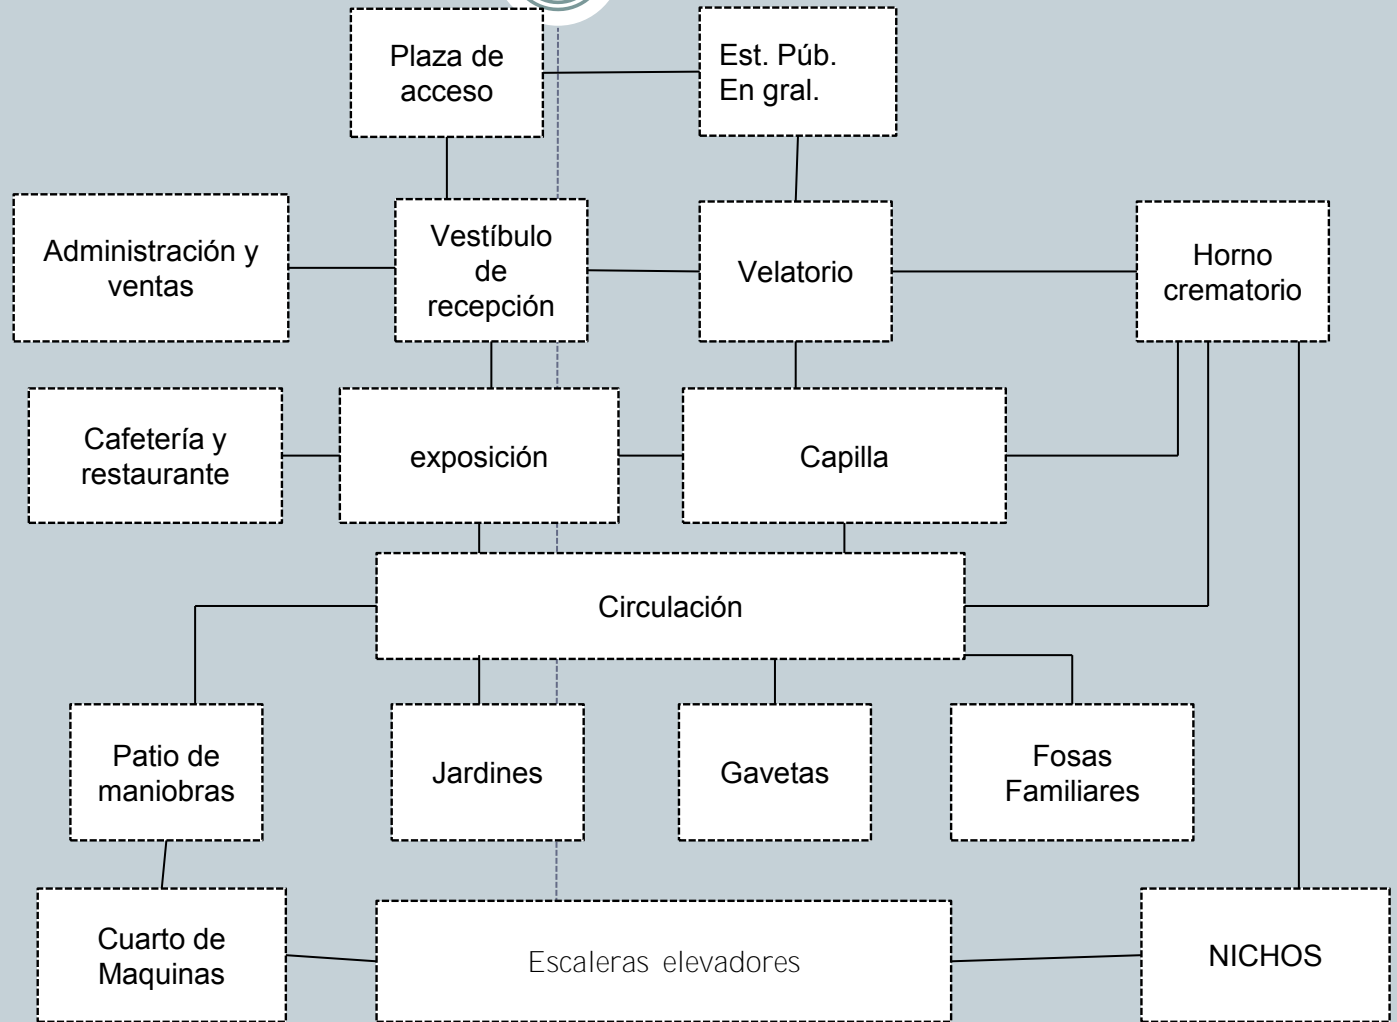 Plaza de
acceso
Est. Púb.
En gral.
Administración y
ventas
Vestíbulo
de
recepción
Velatorio
Horno
crematorio
Cafetería y
restaurante
exposición
Capilla
Circulación
Patio de
maniobras
Jardines
Gavetas
Fosas
Familiares
Cuarto de
Maquinas
Escaleras elevadores
NICHOS